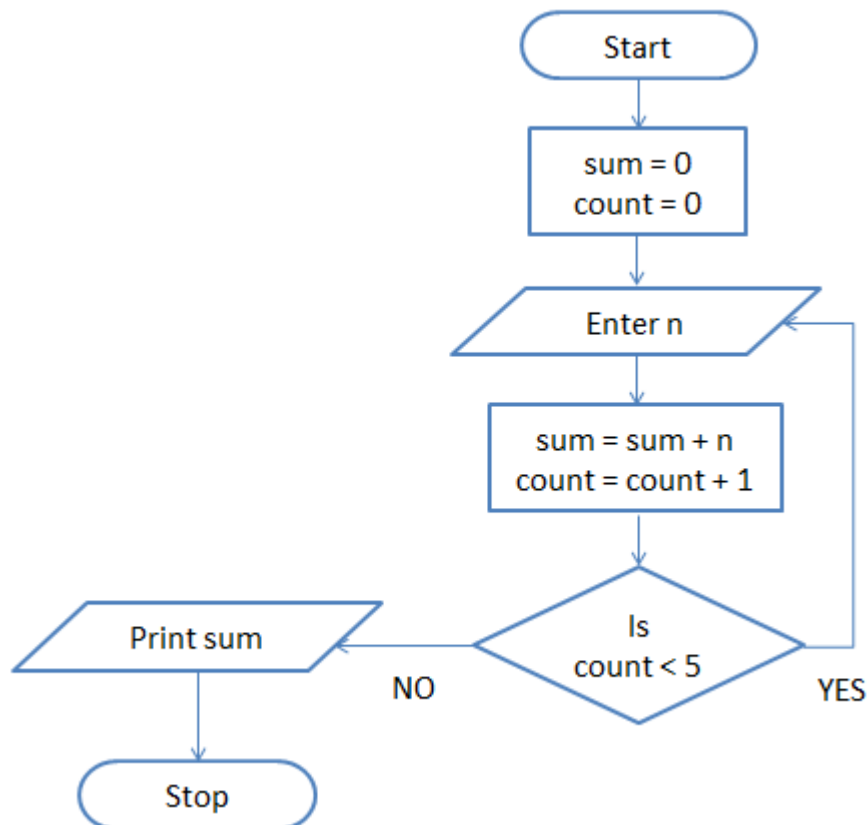 Start
sum = 0
count = 0
Enter n
sum = sum + n
count = count + 1
Is
count < 5
YES
NO
Print sum
Stop